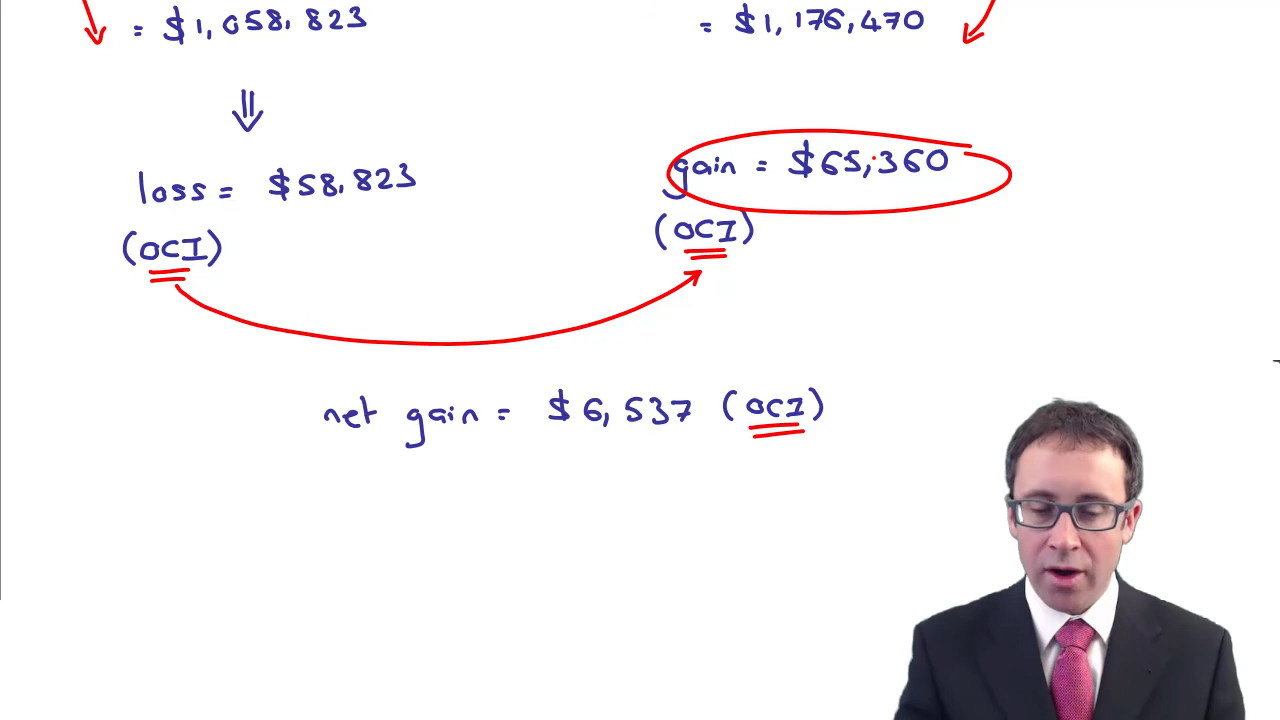 = $1,058,823
= $1,176,470
loss = $58,823
gain = $65,360
(OCI)
(OCI)
net gain = $6,537 (OCI)